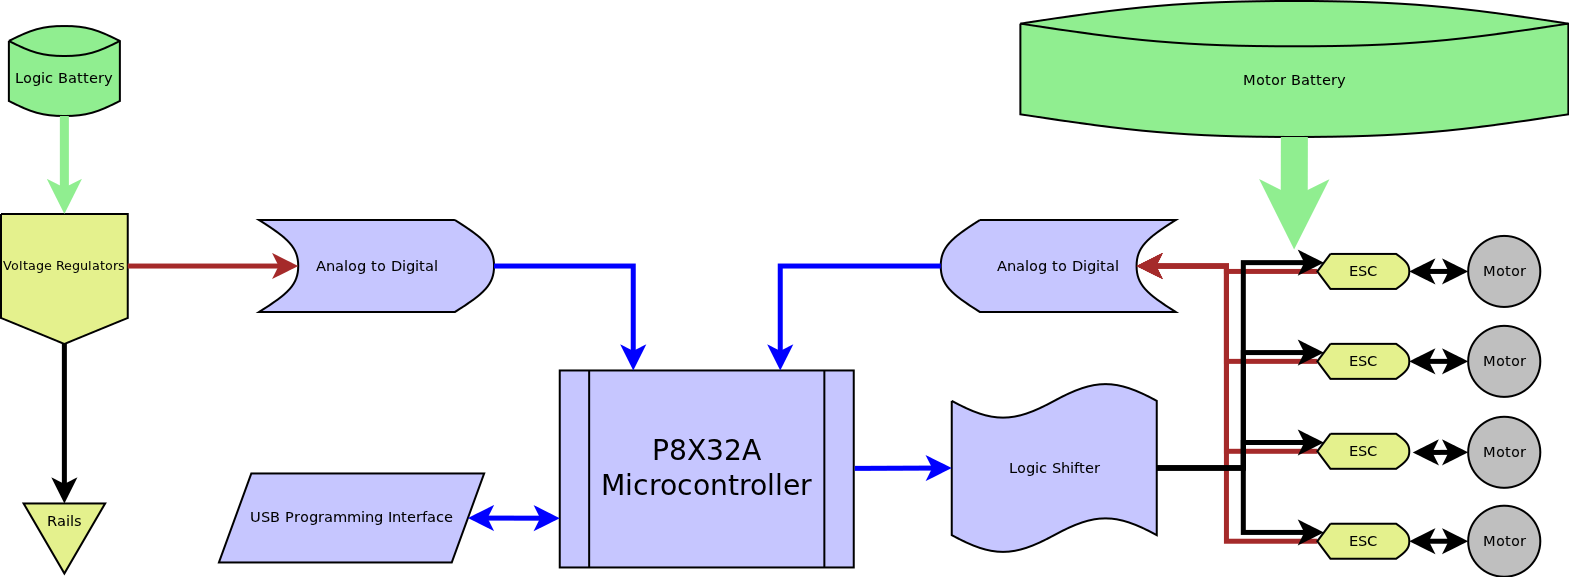 Logic Battery
Motor Battery
Voltage Regulators
Analog to Digital
Analog to Digital
ESC
Motor
ESC
Motor
P8X32A
Microcontroller
Logic Shifter
ESC
Motor
USB Programming Interface
Rails
ESC
Motor